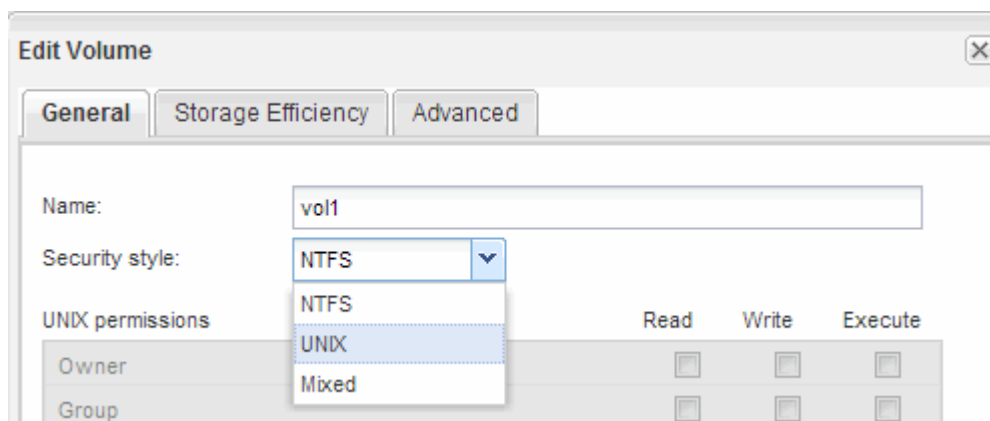 Edit Volume
General Storage Efficiency Advanced
Name: vol1
Security style: NTFS
NTFS
UNIX permissions Read Write Execute
UNIX
Owner
Mixed
Group